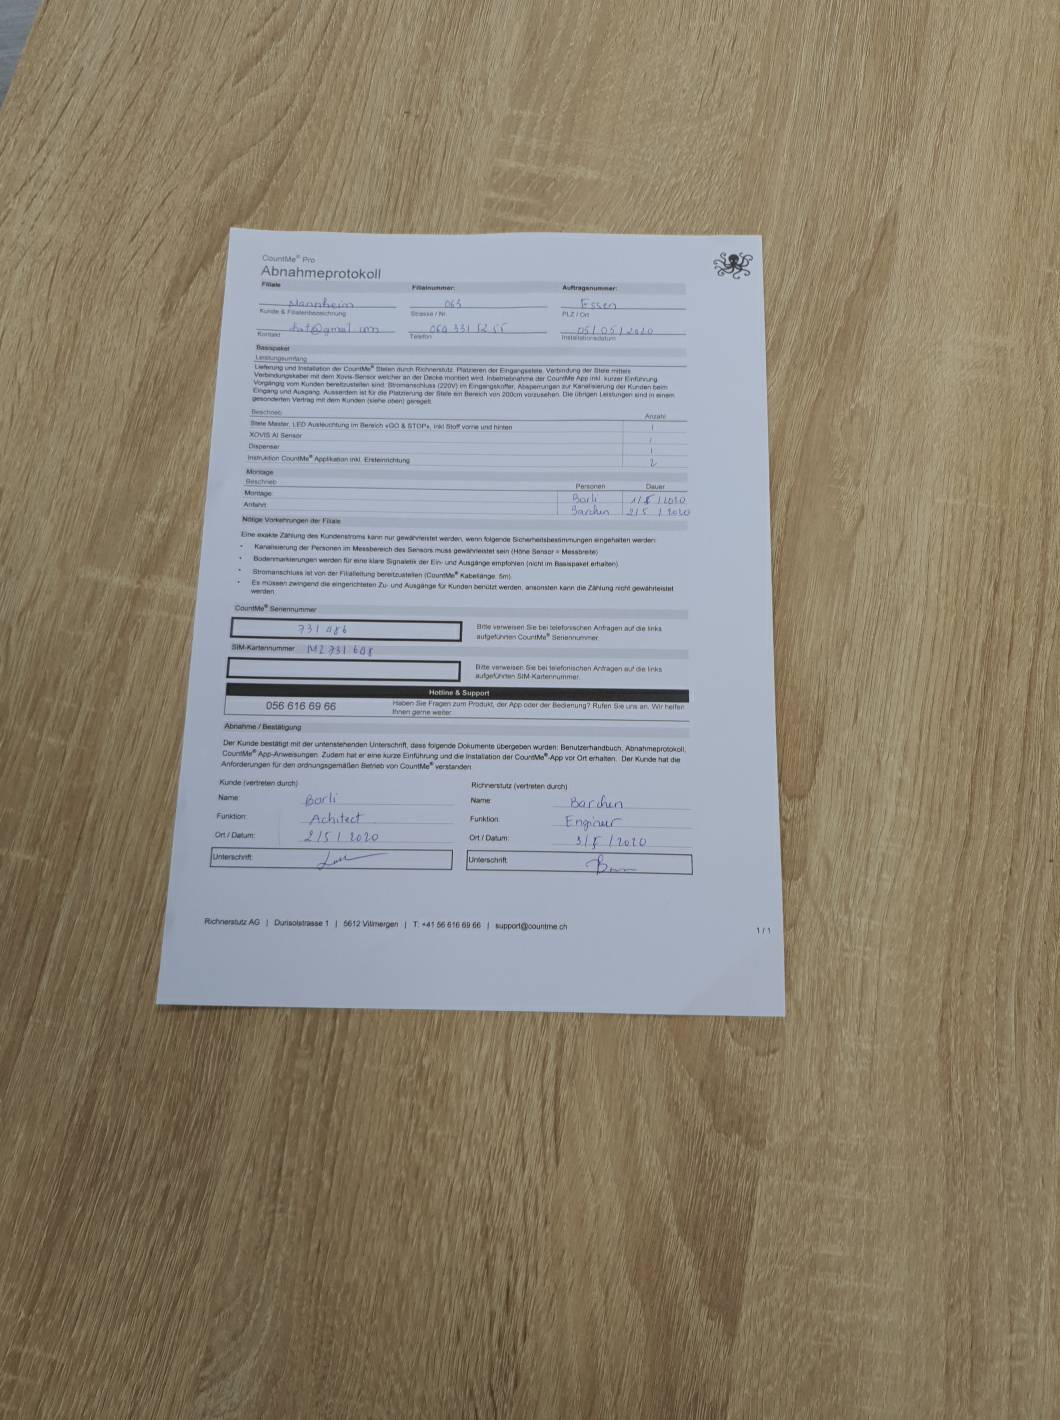 CountMe® Pro
Abnahmeprotokoll
Filiale Filialnummer: Auftragsnummer:
Mannheim 063 Essen
Kunde & Filialenbezeichnung Strasse / Nr. PLZ / Ort
05/05/2020
Kontakt Telefon Installationsdatum
Basispaket
Leistungsumfang
Lieferung und Installation der CountMe® Stelen durch Richnerstutz. Platzieren der Eingangsstele. Verbindung der Stele mittels
Verbindungskabel mit dem Xovis-Sensor welcher an der Decke montiert wird. Inbetriebnahme der CountMe App inkl. kurzer Einführung.
Vorgängig vom Kunden bereitzustellen sind: Stromanschluss (220V) im Eingangskoffer, Absperrungen zur Kanalisierung der Kunden beim
Eingang und Ausgang. Ausserdem ist für die Platzierung der Stele ein Bereich von 200cm vorzusehen. Die übrigen Leistungen sind in einem
gesonderten Vertrag mit dem Kunden (siehe oben) geregelt.
Beschrieb Anzahl
Stele Master, LED Ausleuchtung im Bereich «GO & STOP», inkl Stoff vorne und hinten 1
XOVIS AI Sensor 1
Dispenser 1
Instruktion CountMe® Applikation inkl. Ersteinrichtung 2
Montage
Beschrieb Personen Dauer
Montage Barli 1/5/2020
Anfahrt Barchen 2/5/2020
Nötige Vorkehrungen der Filiale
Eine exakte Zählung des Kundenstroms kann nur gewährleistet werden, wenn folgende Sicherheitsbestimmungen eingehalten werden:
• Kanalisierung der Personen im Messbereich des Sensors muss gewährleistet sein (Höhe Sensor = Messbreite)
• Bodenmarkierungen werden für eine klare Signaletik der Ein- und Ausgänge empfohlen (nicht im Basispaket erhalten)
• Stromanschluss ist von der Filialleitung bereitzustellen (CountMe® Kabellänge: 5m).
• Es müssen zwingend die eingerichteten Zu- und Ausgänge für Kunden benützt werden, ansonsten kann die Zählung nicht gewährleistet
werden.
CountMe® Seriennummer
731 486 Bitte verweisen Sie bei telefonischen Anfragen auf die links
aufgeführten CountMe® Seriennummer.
SIM-Kartennummer MZ 731 608
Bitte verweisen Sie bei telefonischen Anfragen auf die links
aufgeführten SIM-Kartennummer.
Hotline & Support
056 616 69 66 Haben Sie Fragen zum Produkt, der App oder der Bedienung? Rufen Sie uns an. Wir helfen
Ihnen gerne weiter.
Abnahme / Bestätigung
Der Kunde bestätigt mit der untenstehenden Unterschrift, dass folgende Dokumente übergeben wurden: Benutzerhandbuch, Abnahmeprotokoll,
CountMe® App-Anweisungen. Zudem hat er eine kurze Einführung und die Installation der CountMe®-App vor Ort erhalten. Der Kunde hat die
Anforderungen für den ordnungsgemäßen Betrieb von CountMe® verstanden.
Kunde (vertreten durch) Richnerstutz (vertreten durch)
Name: Barli Name: Barchen
Funktion: Achitect Funktion:
Ort / Datum: 2/5/2020 Ort / Datum: 3/5/2020
Unterschrift: Unterschrift:
Richnerstutz AG | Durisolstrasse 1 | 5612 Villmergen | T: +41 56 616 69 66 | support@countme.ch
1 / 1